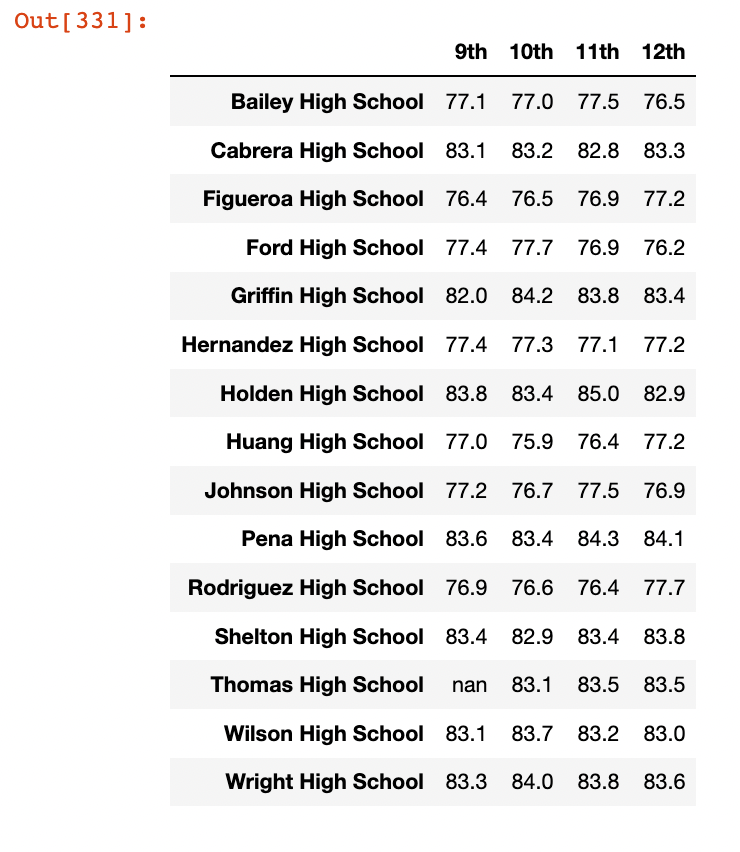 Out[331]:
9th 10th 11th 12th
Bailey High School 77.1 77.0 77.5 76.5
Cabrera High School 83.1 83.2 82.8 83.3
Figueroa High School 76.4 76.5 76.9 77.2
Ford High School 77.4 77.7 76.9 76.2
Griffin High School 82.0 84.2 83.8 83.4
Hernandez High School 77.4 77.3 77.1 77.2
Holden High School 83.8 83.4 85.0 82.9
Huang High School 77.0 75.9 76.4 77.2
Johnson High School 77.2 76.7 77.5 76.9
Pena High School 83.6 83.4 84.3 84.1
Rodriguez High School 76.9 76.6 76.4 77.7
Shelton High School 83.4 82.9 83.4 83.8
Thomas High School nan 83.1 83.5 83.5
Wilson High School 83.1 83.7 83.2 83.0
Wright High School 83.3 84.0 83.8 83.6